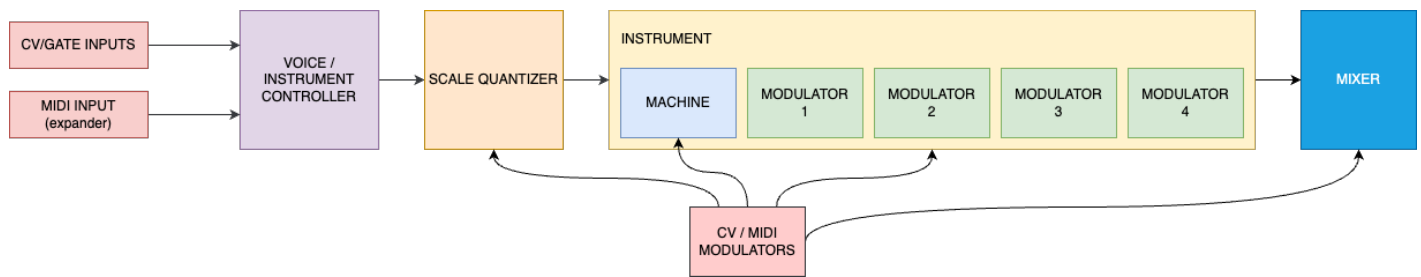 CV/GATE INPUTS
MIDI INPUT
(expander)
VOICE /
INSTRUMENT
CONTROLLER
SCALE QUANTIZER
INSTRUMENT
MACHINE
MODULATOR
1
MODULATOR
2
MODULATOR
3
MODULATOR
4
MIXER
CV / MIDI
MODULATORS